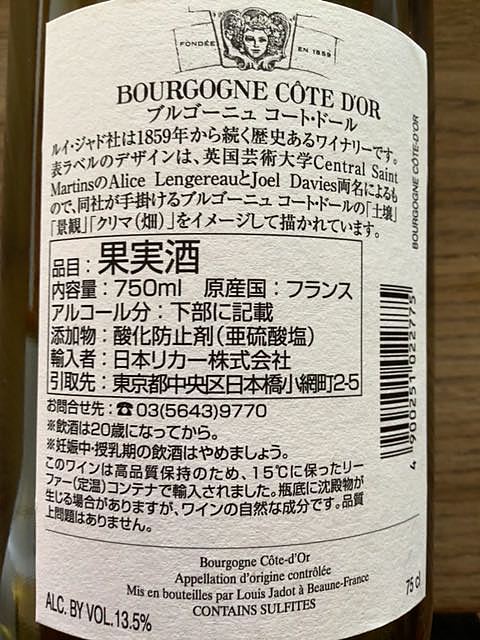 FONDÉE EN 1859
BOURGOGNE CÔTE D'OR
ブルゴーニュ コート・ドール
ルイ・ジャド社は1859年から続く歴史あるワイナリーです。
表ラベルのデザインは、英国芸術大学Central Saint
MartinsのAlice LengereauとJoel Davies両名によるも
ので、同社が手掛けるブルゴーニュ コートドールの「土壌」
「景観」「クリマ(畑)」をイメージして描かれています。
品目：果実酒
内容量：750ml 原産国：フランス
アルコール分：下部に記載
添加物：酸化防止剤(亜硫酸塩)
輸入者：日本リカー株式会社
引取先：東京都中央区日本橋小網町2-5
お問合せ先：☎03(5643)9770
※飲酒は20歳になってから。
※妊娠中・授乳期の飲酒はやめましょう。
このワインは高品質保持のため、15℃に保ったリー
ファー(定温)コンテナで輸入されました。瓶底に沈殿物が
生じる場合がありますが、ワインの自然な成分です。品質
上問題はありません。
Bourgogne Côte-d'Or
Appellation d'origine contrôlée
Mis en bouteilles par Louis Jadot à Beaune-France
CONTAINS SULFITES
ALC. BY VOL. 13.5%
75 cl
BOURGOGNE CÔTE-D'OR
4 900251 022775